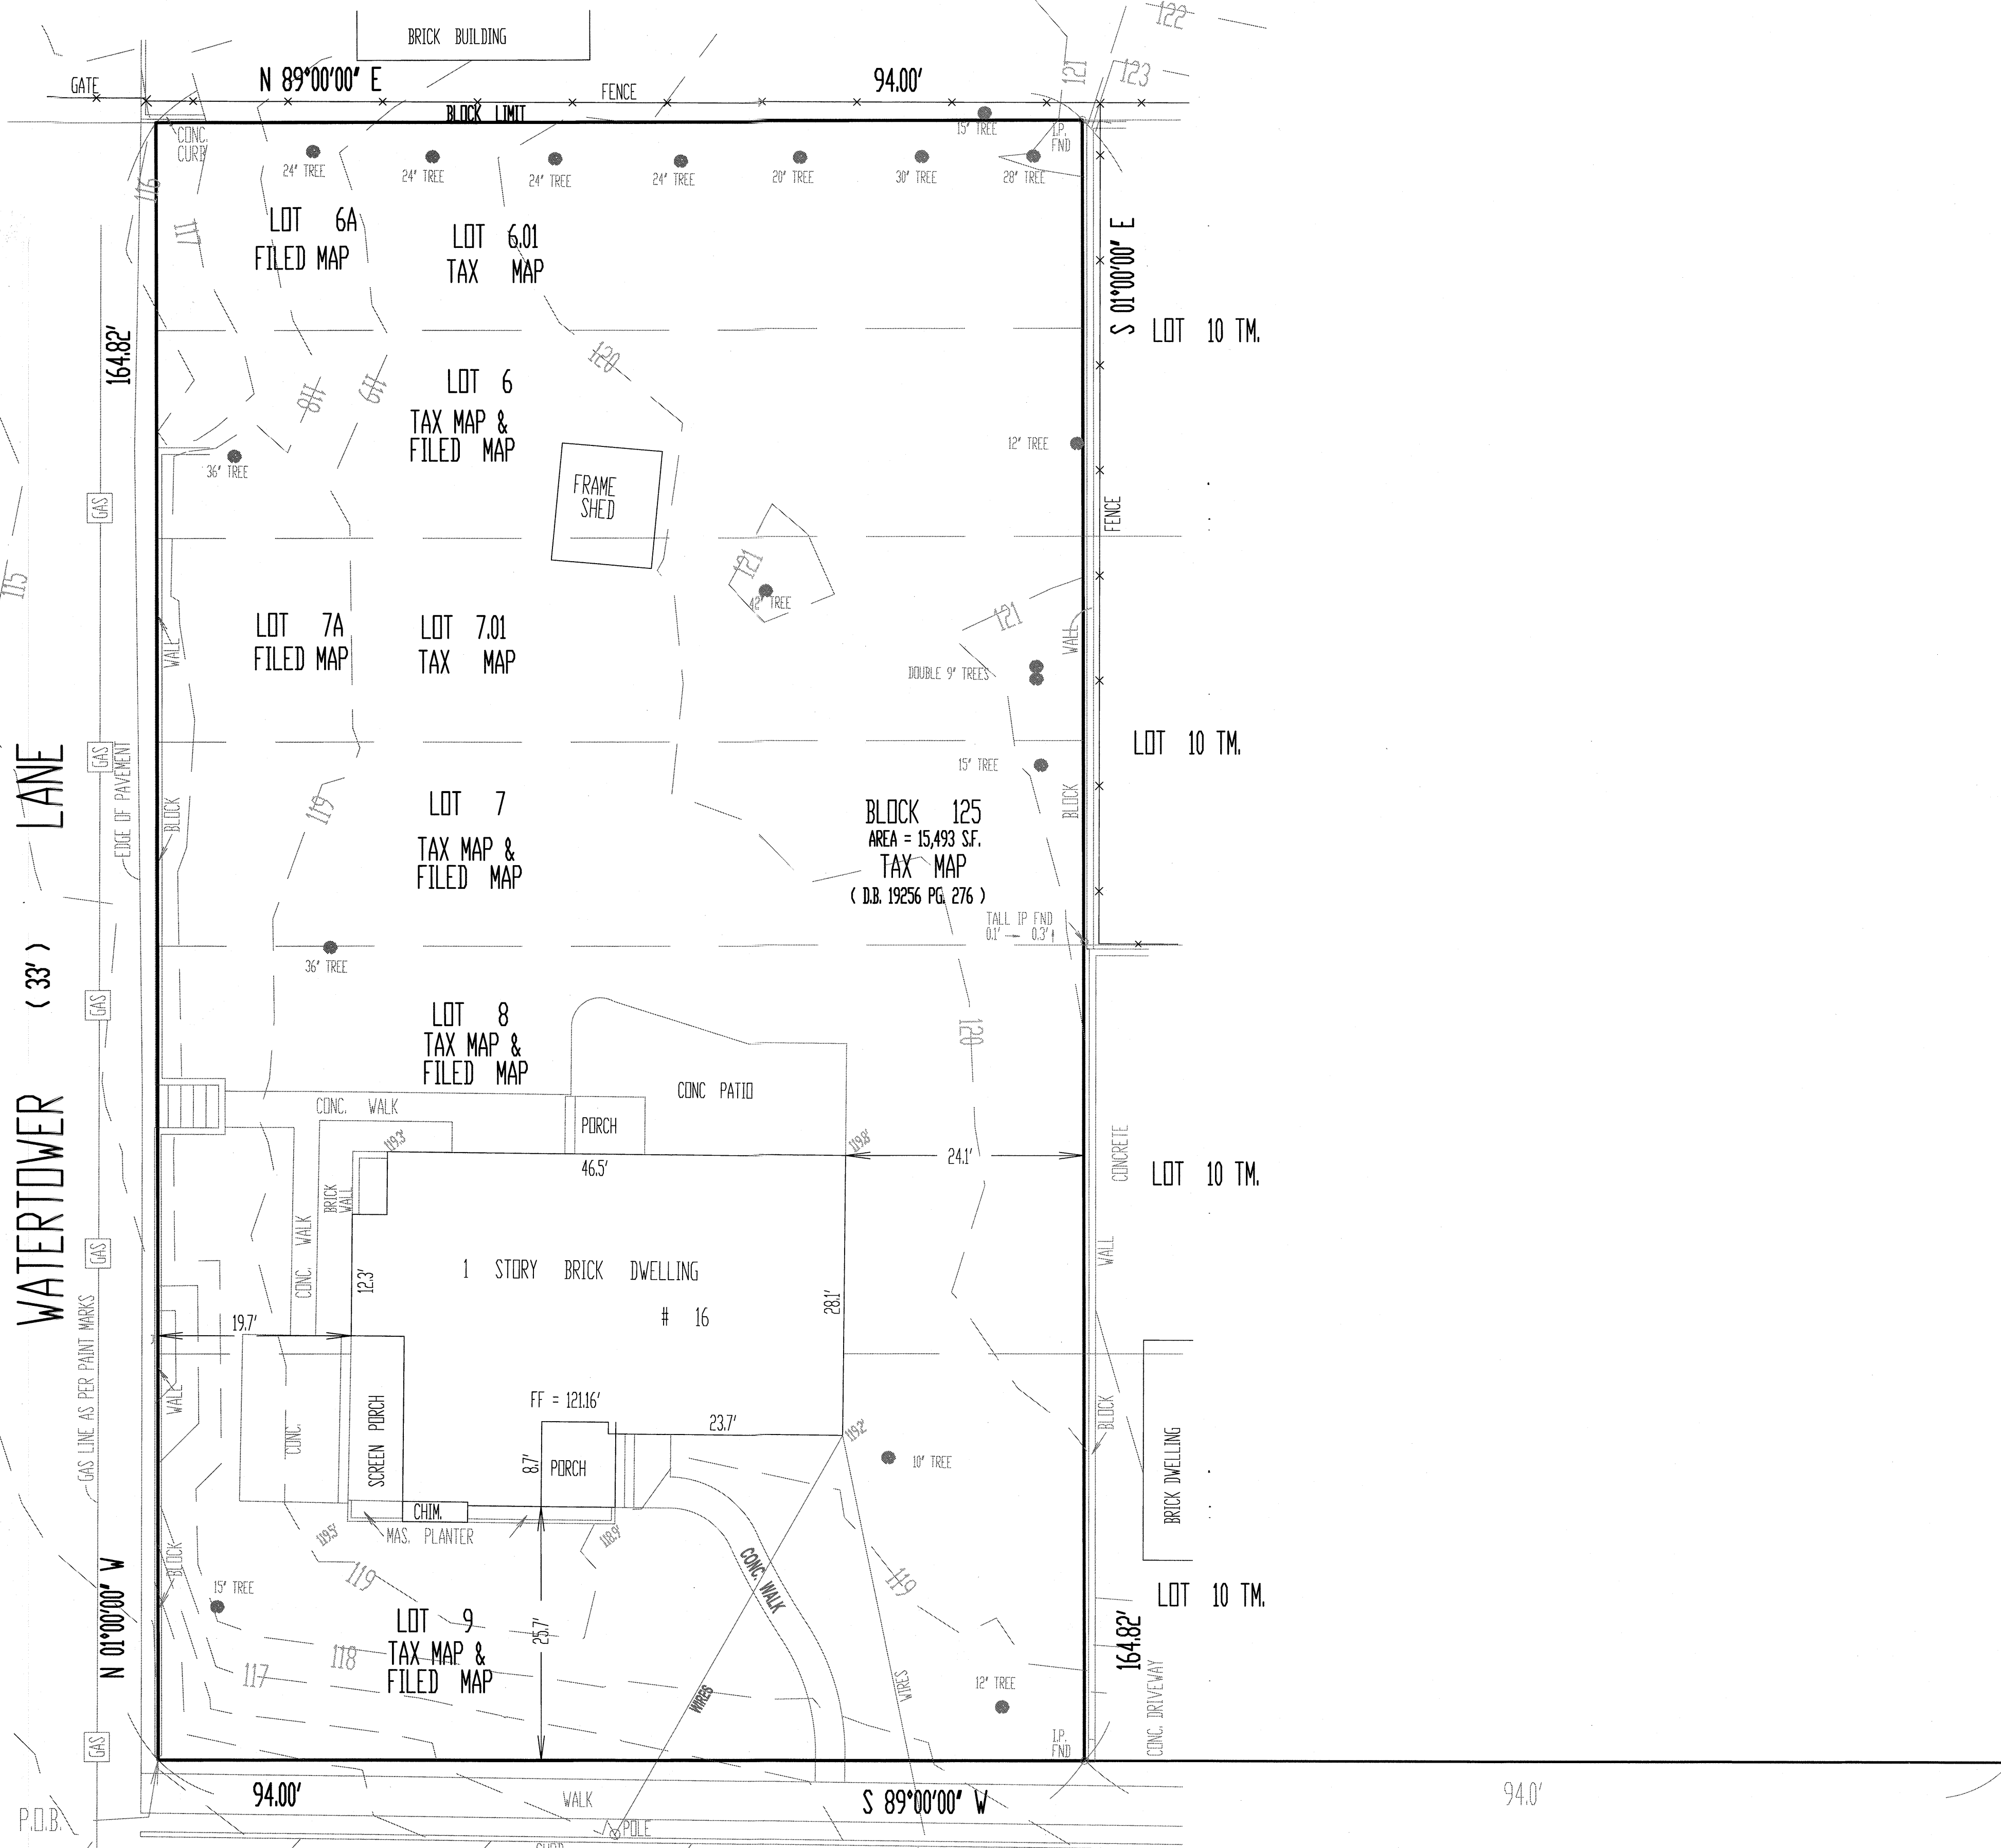 BRICK BUILDING
122
121
123
GATE
N 89°00'00" E
FENCE
94.00'
BLOCK LIMIT
CONC.
CURB
15" TREE
I.P.
FND
24" TREE
24" TREE
24" TREE
24" TREE
20" TREE
30" TREE
28" TREE
116
117
LOT 6A
FILED MAP
LOT 6.01
TAX MAP
S 01°00'00" E
LOT 10 TM.
164.82'
120
118
119
LOT 6
TAX MAP &
FILED MAP
12" TREE
36" TREE
FRAME
SHED
GAS
FENCE
115
121
42" TREE
121
LOT 7A
FILED MAP
LOT 7.01
TAX MAP
WALL
WALL
DOUBLE 9" TREES
LOT 10 TM.
GAS
EDGE OF PAVEMENT
15" TREE
119
BLOCK
BLOCK
LOT 7
TAX MAP &
FILED MAP
BLOCK 125
AREA = 15,493 S.F.
TAX MAP
( D.B. 19256 PG. 276 )
TALL IP FND
0.1' 0.3'
WATERTOWER ( 33' ) LANE
36" TREE
GAS
LOT 8
TAX MAP &
FILED MAP
120
CONC PATIO
CONC. WALK
PORCH
119.3'
119.8'
46.5'
24.1'
CONCRETE
WALL
LOT 10 TM.
BRICK
WALL
CONC. WALK
GAS
12.3'
1 STORY BRICK DWELLING
# 16
28.1'
19.7'
GAS LINE AS PER PAINT MARKS
WALL
CONC.
SCREEN PORCH
FF = 121.16'
23.7'
119.2'
8.7'
PORCH
10" TREE
BLOCK
BRICK DWELLING
CHIM.
MAS. PLANTER
119.5'
118.9'
BLOCK
119
CONC. WALK
119
N 01°00'00" W
15" TREE
LOT 9
TAX MAP &
FILED MAP
25.7'
118
117
LOT 10 TM.
164.82'
WIRES
WIRES
12" TREE
CONC. DRIVEWAY
GAS
I.P.
FND
94.00'
WALK
S 89°00'00" W
94.0'
P.O.B.
POLE
CURB